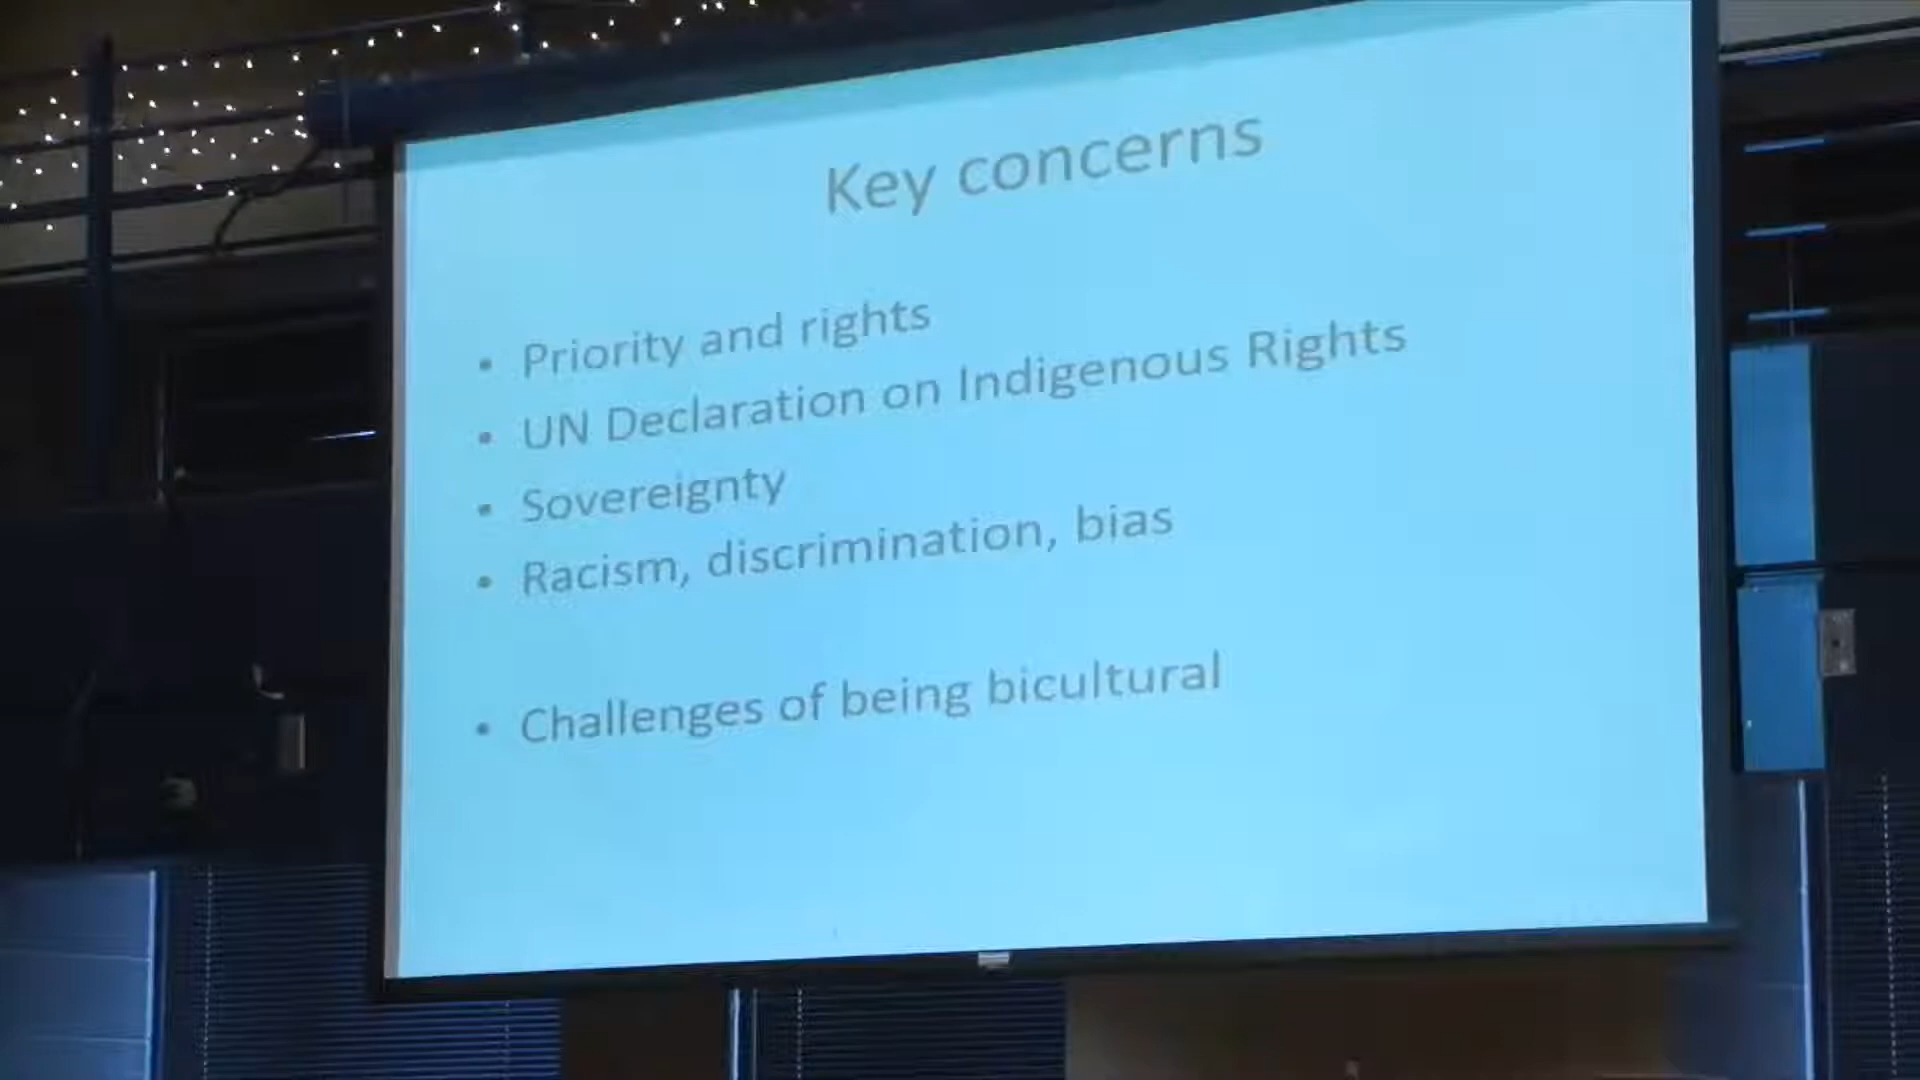 Key concerns
• Priority and rights
• UN Declaration on Indigenous Rights
• Sovereignty
• Racism, discrimination, bias
• Challenges of being bicultural